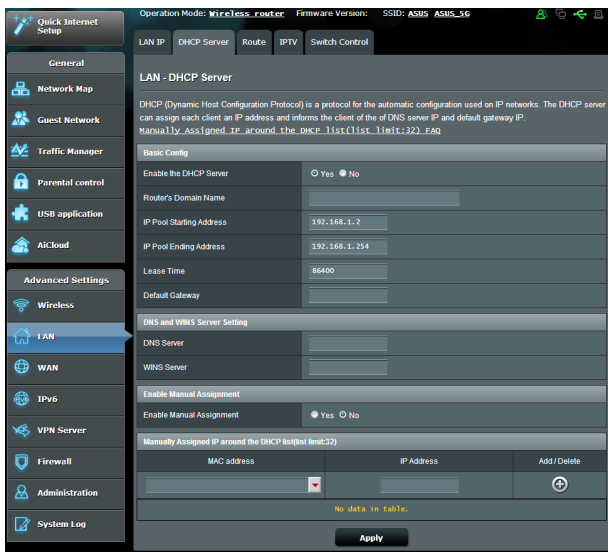 Quick Internet
Setup
Operation Mode: Wireless router Firmware Version: SSID: ASUS ASUS_5G
LAN IP DHCP Server Route IPTV Switch Control
General
Network Map
Guest Network
Traffic Manager
Parental control
USB application
AiCloud
Advanced Settings
Wireless
LAN
WAN
IPv6
VPN Server
Firewall
Administration
System Log
LAN - DHCP Server
DHCP (Dynamic Host Configuration Protocol) is a protocol for the automatic configuration used on IP networks. The DHCP server
can assign each client an IP address and informs the client of the of DNS server IP and default gateway IP.
Manually Assigned IP around the DHCP list(list limit:32) FAQ
Basic Config
Enable the DHCP Server Yes No
Router's Domain Name
IP Pool Starting Address 192.168.1.2
IP Pool Ending Address 192.168.1.254
Lease Time 86400
Default Gateway
DNS and WINS Server Setting
DNS Server
WINS Server
Enable Manual Assignment
Enable Manual Assignment Yes No
Manually Assigned IP around the DHCP list(list limit:32)
MAC address IP Address Add / Delete
No data in table.
Apply